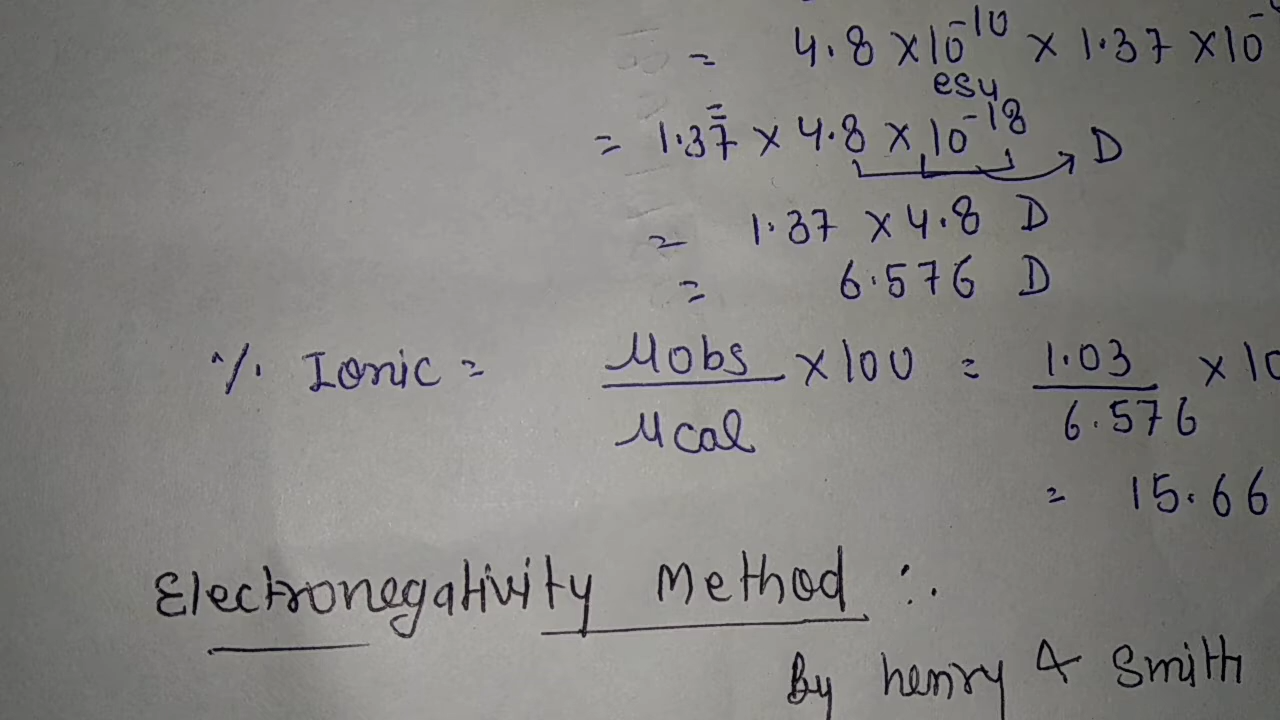 = 4.8 × 10⁻¹⁰ × 1.37 × 10⁻
esu
= 1.37 × 4.8 × 10⁻¹⁸ → D
= 1.37 × 4.8 D
= 6.576 D
% Ionic = μobs / μcal × 100 = 1.03 / 6.576 × 10
= 15.66
Electronegativity Method :.
By henry & Smith